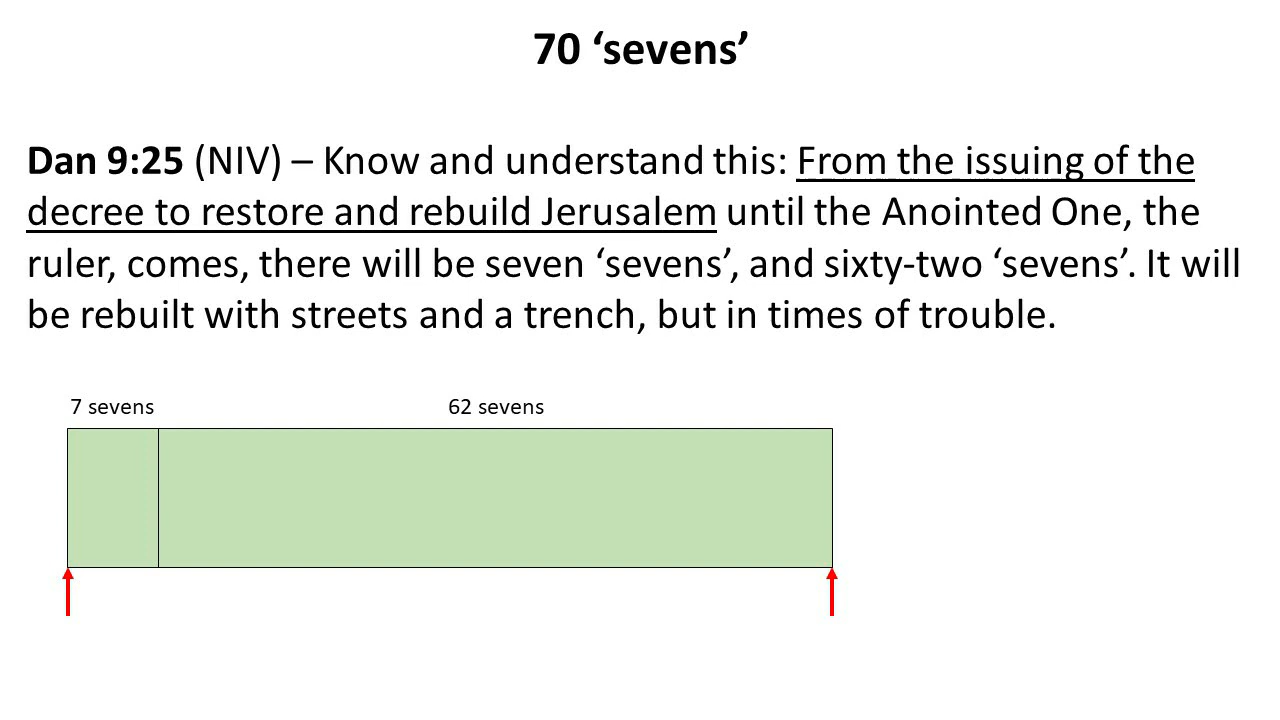 70 ‘sevens’
Dan 9:25 (NIV) – Know and understand this: From the issuing of the
decree to restore and rebuild Jerusalem until the Anointed One, the
ruler, comes, there will be seven ‘sevens’, and sixty-two ‘sevens’. It will
be rebuilt with streets and a trench, but in times of trouble.
7 sevens
62 sevens